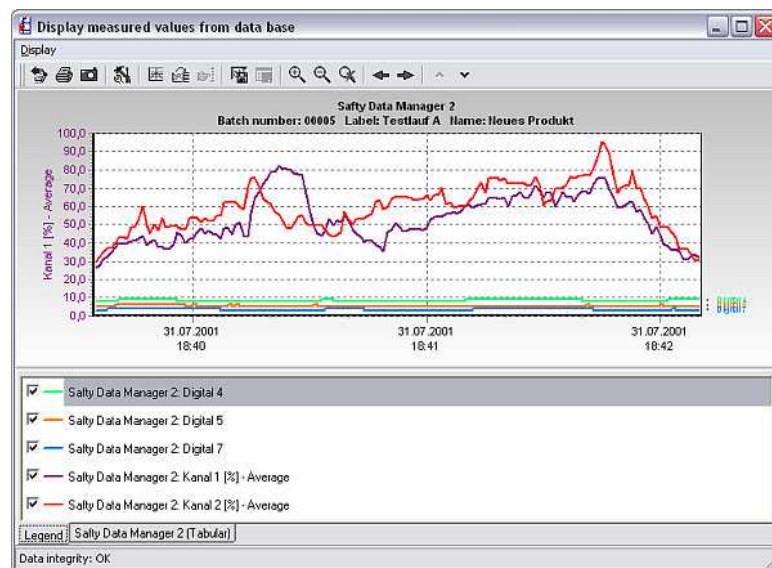 Display measured values from data base
Display
Safty Data Manager 2
Batch number: 00005 Label: Testlauf A Name: Neues Produkt
Kanal 1 [%] - Average
100,0
90,0
80,0
70,0
60,0
50,0
40,0
30,0
20,0
10,0
0,0
31.07.2001
18:40
31.07.2001
18:41
31.07.2001
18:42
Safty Data Manager 2: Digital 4
Safty Data Manager 2: Digital 5
Safty Data Manager 2: Digital 7
Safty Data Manager 2: Kanal 1 [%] - Average
Safty Data Manager 2: Kanal 2 [%] - Average
Legend
Safty Data Manager 2 (Tabular)
Data integrity: OK